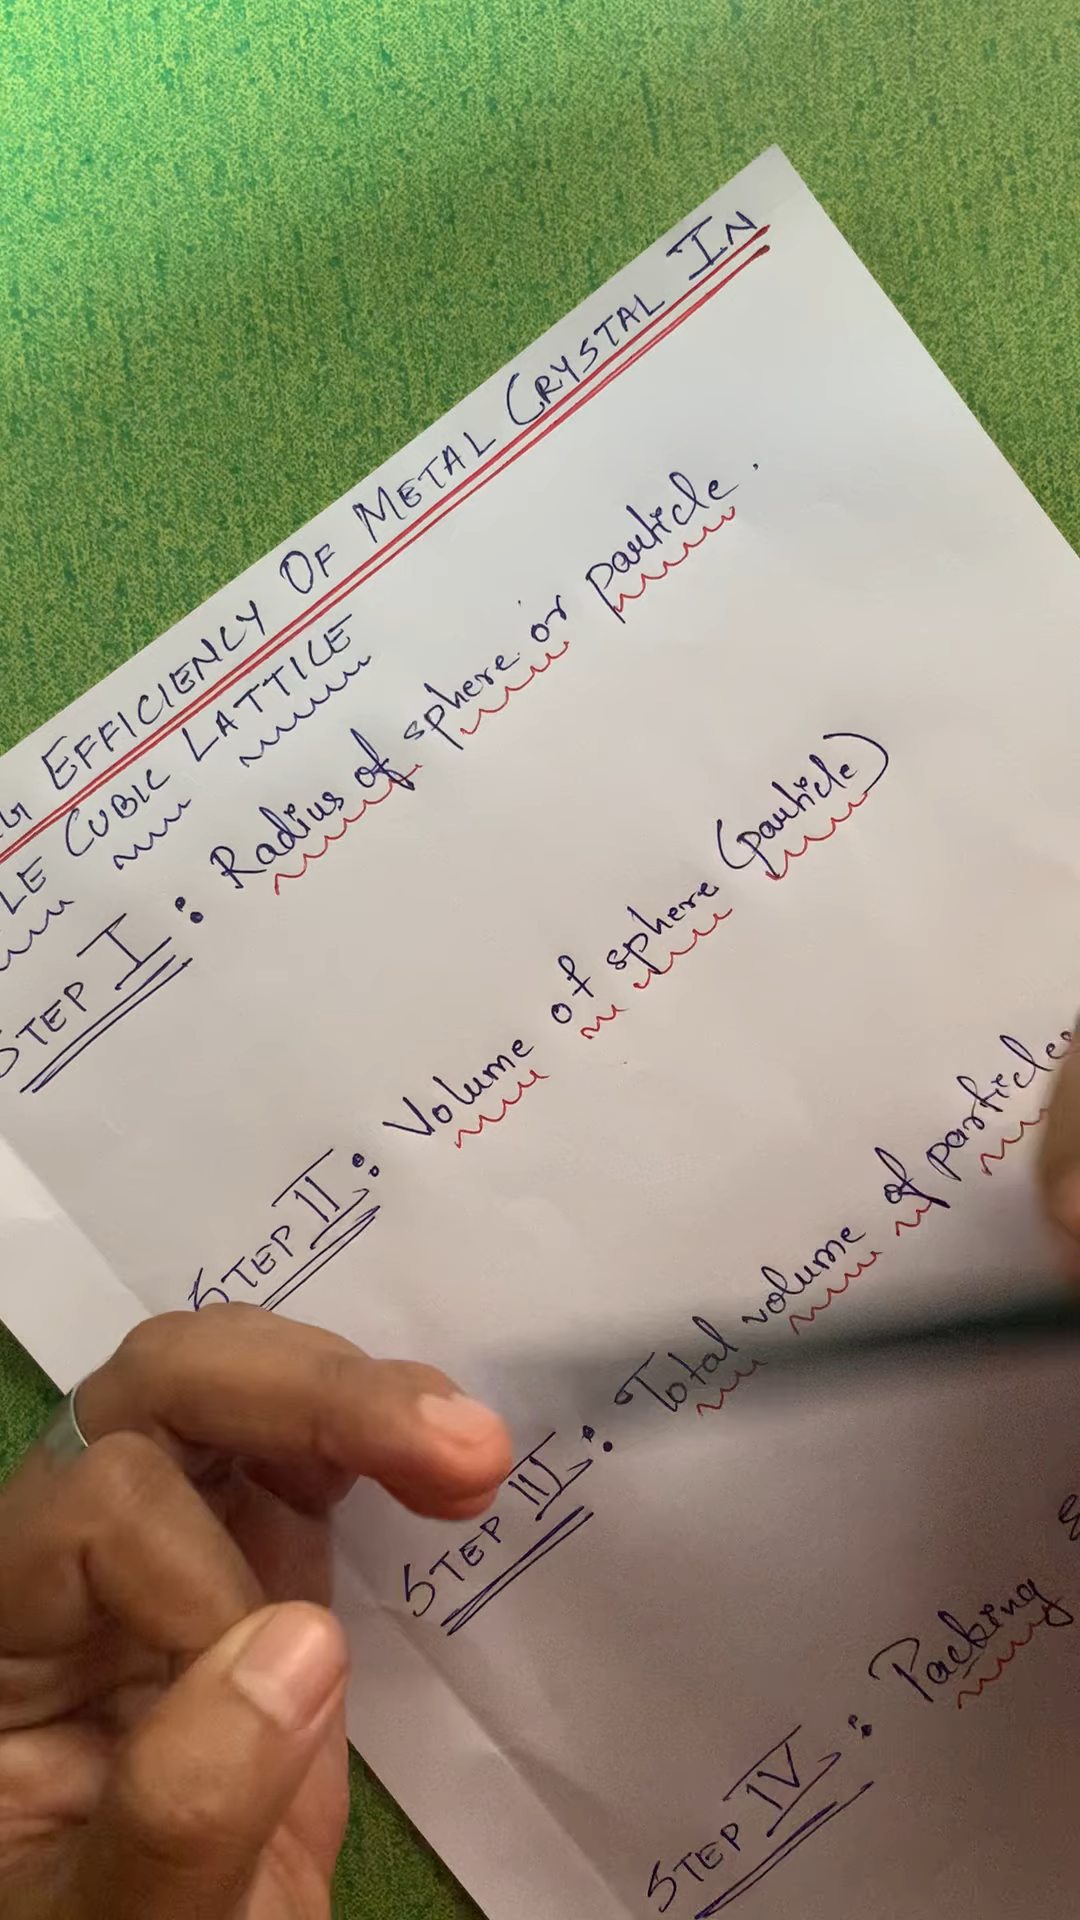 EFFICIENCY OF METAL CRYSTAL IN
CUBIC LATTICE
STEP I : Radius of sphere or particle.
STEP II : Volume of sphere (particle)
STEP III : Total volume of particles
STEP IV : Packing